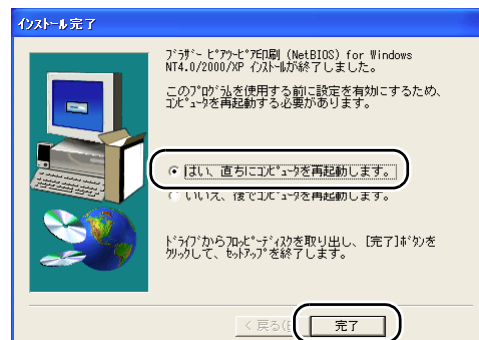 インストール完了
ブラザー ピアツーピア印刷 (NetBIOS) for Windows
NT4.0/2000/XP インストールが終了しました。
このプログラムを使用する前に設定を有効にするため、
コンピュータを再起動する必要があります。
はい、直ちにコンピュータを再起動します。
いいえ、後でコンピュータを再起動します。
ドライブからフロッピーディスクを取り出し、[完了]ボタンを
クリックして、セットアップを終了します。
< 戻る(
完了